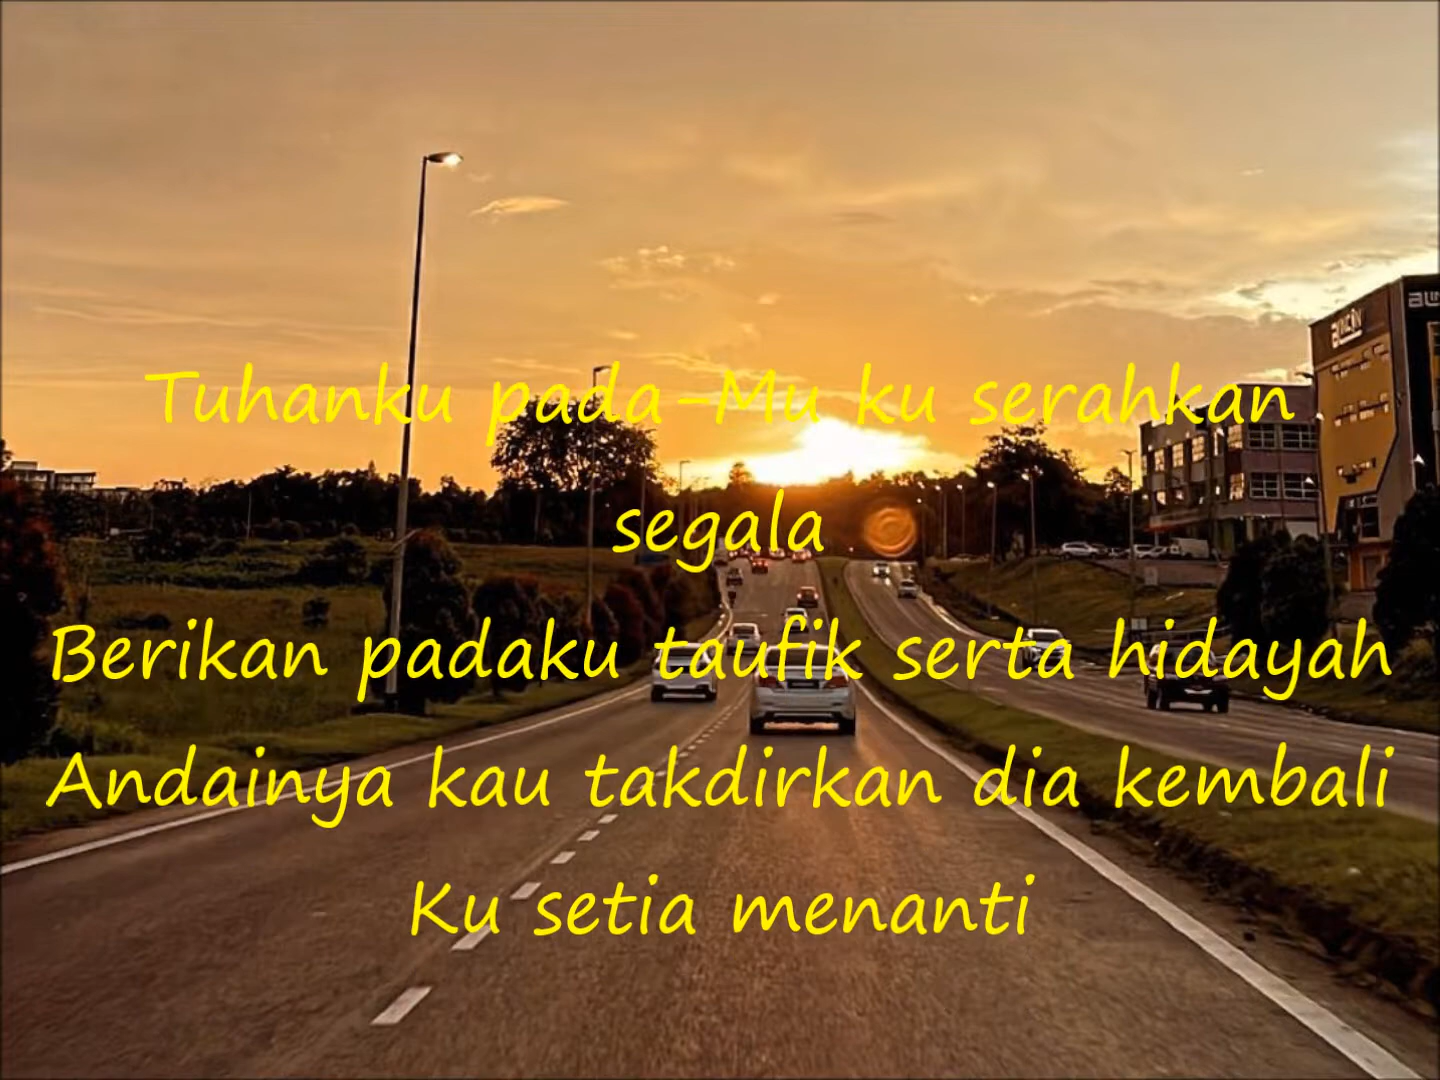 Tuhanku pada-Mu ku serahkan
segala
Berikan padaku taufik serta hidayah
Andainya kau takdirkan dia kembali
Ku setia menanti